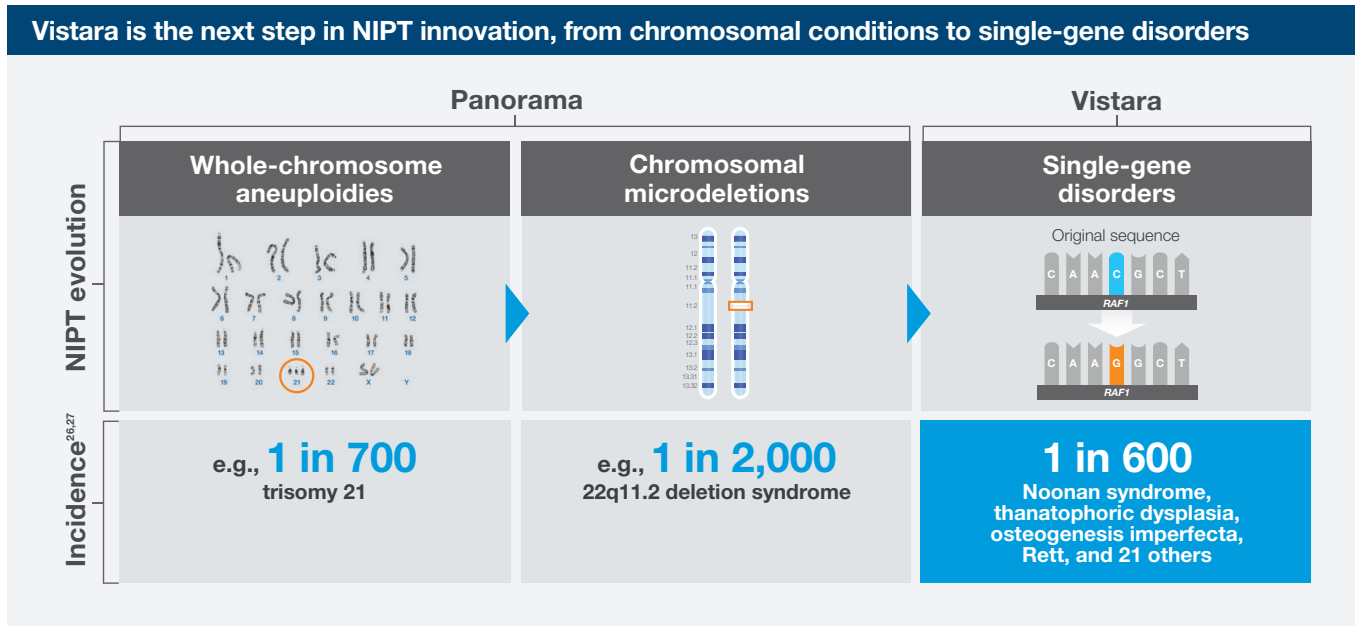 Vistara is the next step in NIPT innovation, from chromosomal conditions to single-gene disorders
Panorama
Vistara
NIPT evolution
Whole-chromosome
aneuploidies
Chromosomal
microdeletions
Single-gene
disorders
1 2 3 4 5
6 7 8 9 10 11 12
13 14 15 16 17 18
19 20 21 22 X Y
13
12
11.2
11.1
11.1
11.2
12.1
12.2
12.3
13.1
13.2
13.31
13.32
Original sequence
C A A C G C T
RAF1
C A A G G C T
RAF1
Incidence26,27
e.g., 1 in 700
trisomy 21
e.g., 1 in 2,000
22q11.2 deletion syndrome
1 in 600
Noonan syndrome,
thanatophoric dysplasia,
osteogenesis imperfecta,
Rett, and 21 others